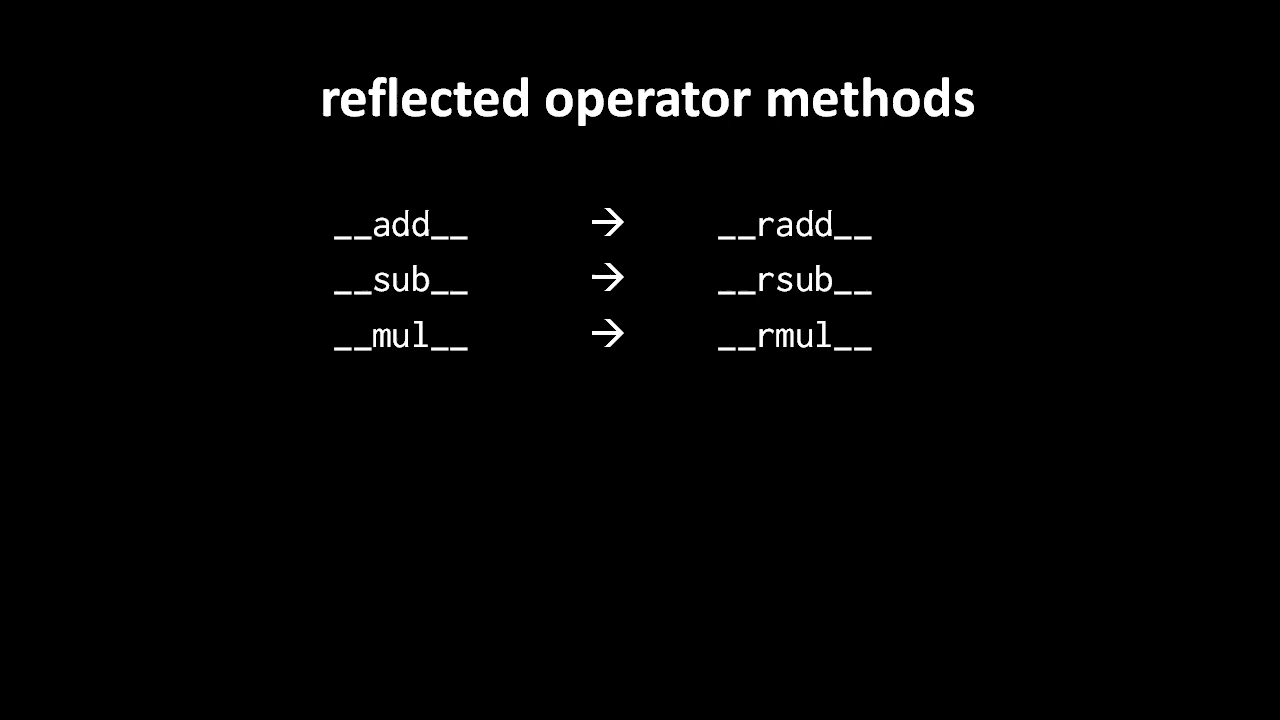 reflected operator methods
__add__ → __radd__
__sub__ → __rsub__
__mul__ → __rmul__